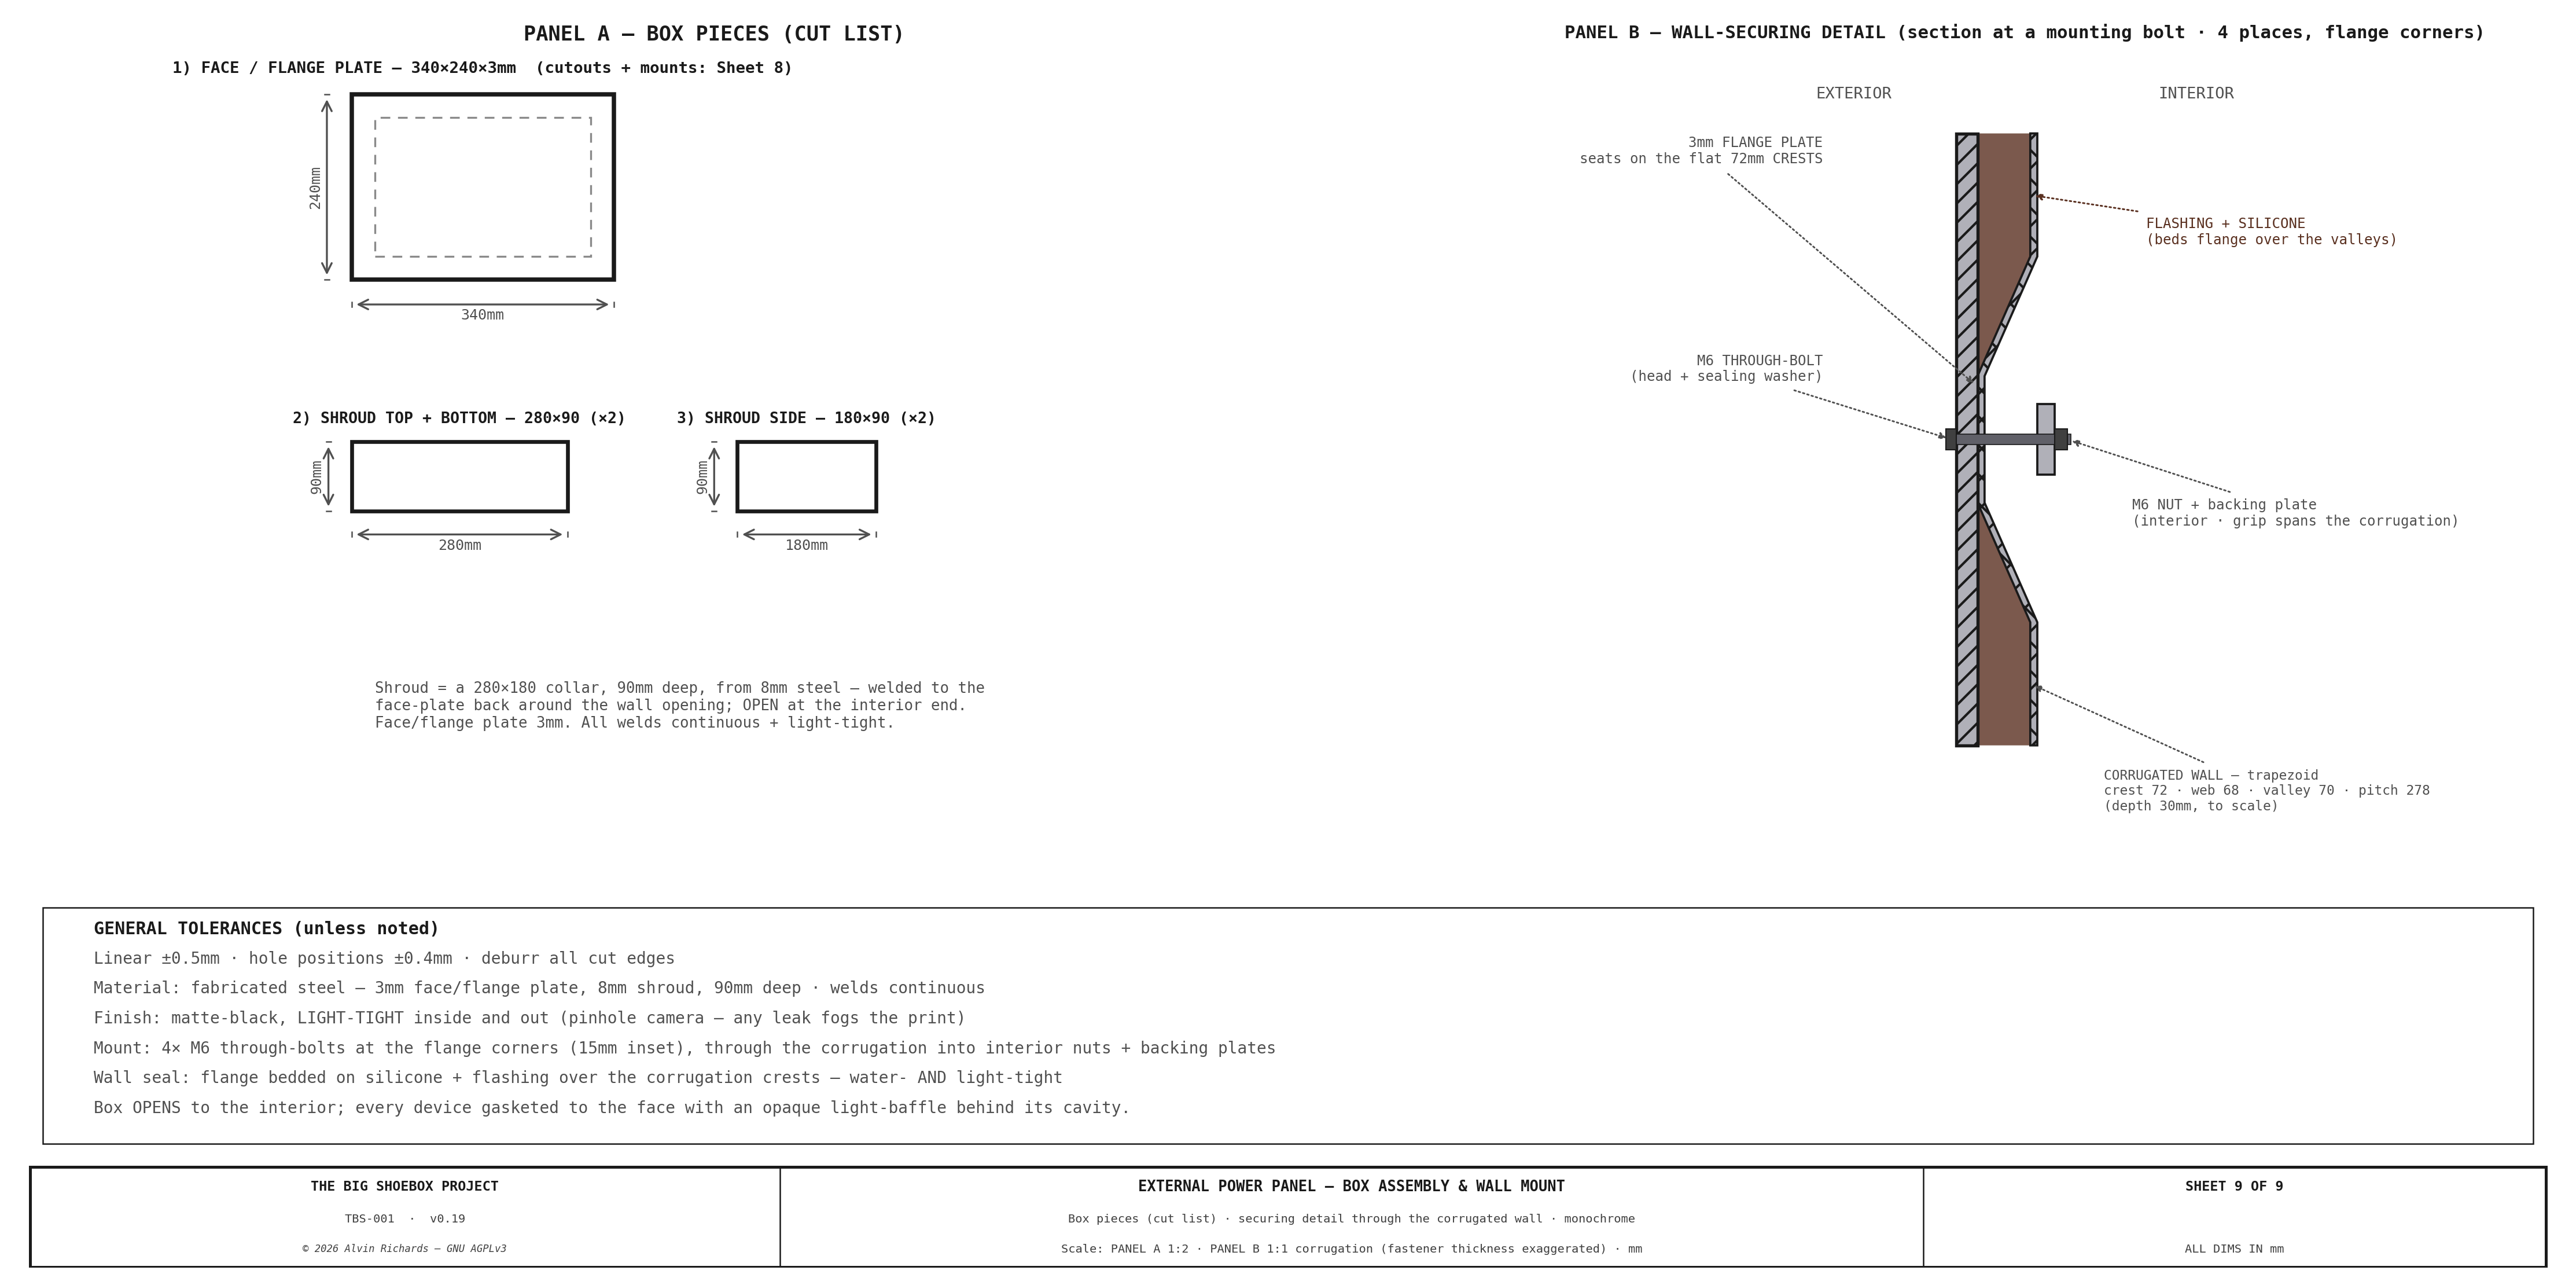 PANEL A — BOX PIECES (CUT LIST)
1) FACE / FLANGE PLATE — 340×240×3mm  (cutouts + mounts: Sheet 8)
240mm
340mm
2) SHROUD TOP + BOTTOM — 280×90 (×2)
90mm
280mm
3) SHROUD SIDE — 180×90 (×2)
90mm
180mm
Shroud = a 280×180 collar, 90mm deep, from 8mm steel — welded to the
face-plate back around the wall opening; OPEN at the interior end.
Face/flange plate 3mm. All welds continuous + light-tight.
PANEL B — WALL-SECURING DETAIL (section at a mounting bolt · 4 places, flange corners)
EXTERIOR
INTERIOR
3mm FLANGE PLATE
seats on the flat 72mm CRESTS
FLASHING + SILICONE
(beds flange over the valleys)
M6 THROUGH-BOLT
(head + sealing washer)
M6 NUT + backing plate
(interior · grip spans the corrugation)
CORRUGATED WALL — trapezoid
crest 72 · web 68 · valley 70 · pitch 278
(depth 30mm, to scale)
GENERAL TOLERANCES (unless noted)
Linear ±0.5mm · hole positions ±0.4mm · deburr all cut edges
Material: fabricated steel — 3mm face/flange plate, 8mm shroud, 90mm deep · welds continuous
Finish: matte-black, LIGHT-TIGHT inside and out (pinhole camera — any leak fogs the print)
Mount: 4× M6 through-bolts at the flange corners (15mm inset), through the corrugation into interior nuts + backing plates
Wall seal: flange bedded on silicone + flashing over the corrugation crests — water- AND light-tight
Box OPENS to the interior; every device gasketed to the face with an opaque light-baffle behind its cavity.
THE BIG SHOEBOX PROJECT
TBS-001  ·  v0.19
© 2026 Alvin Richards — GNU AGPLv3
EXTERNAL POWER PANEL — BOX ASSEMBLY & WALL MOUNT
Box pieces (cut list) · securing detail through the corrugated wall · monochrome
Scale: PANEL A 1:2 · PANEL B 1:1 corrugation (fastener thickness exaggerated) · mm
SHEET 9 OF 9
ALL DIMS IN mm